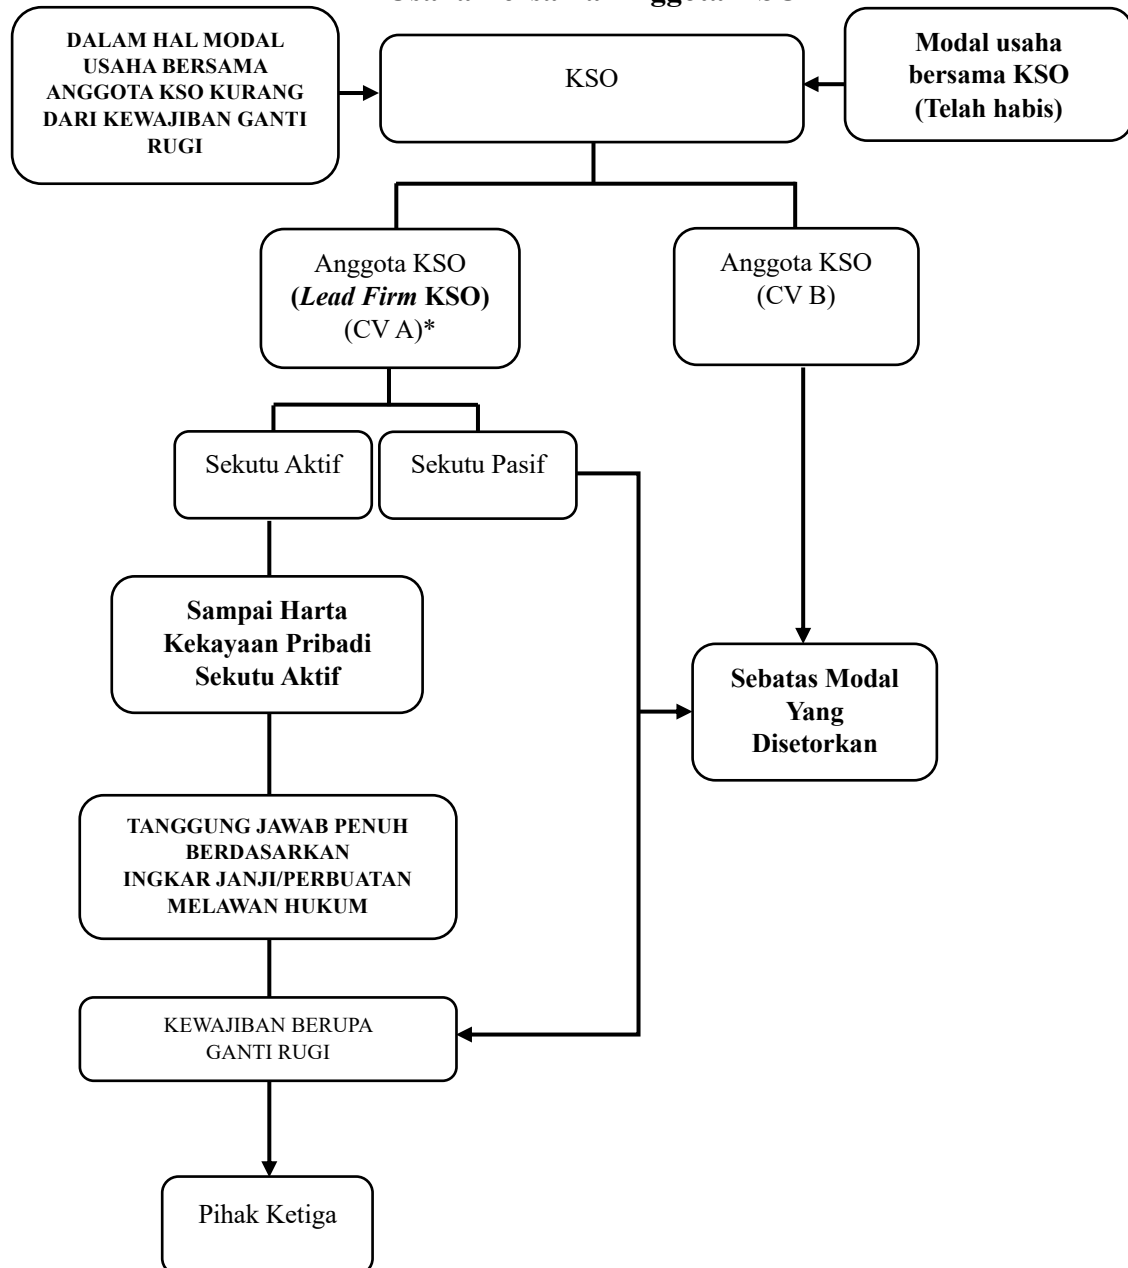 DALAM HAL MODAL
USAHA BERSAMA
ANGGOTA KSO KURANG
DARI KEWAJIBAN GANTI
RUGI
KSO
Modal usaha
bersama KSO
(Telah habis)
Anggota KSO
(Lead Firm KSO)
(CV A)*
Anggota KSO
(CV B)
Sekutu Aktif
Sekutu Pasif
Sampai Harta
Kekayaan Pribadi
Sekutu Aktif
Sebatas Modal
Yang
Disetorkan
TANGGUNG JAWAB PENUH
BERDASARKAN
INGKAR JANJI/PERBUATAN
MELAWAN HUKUM
KEWAJIBAN BERUPA
GANTI RUGI
Pihak Ketiga